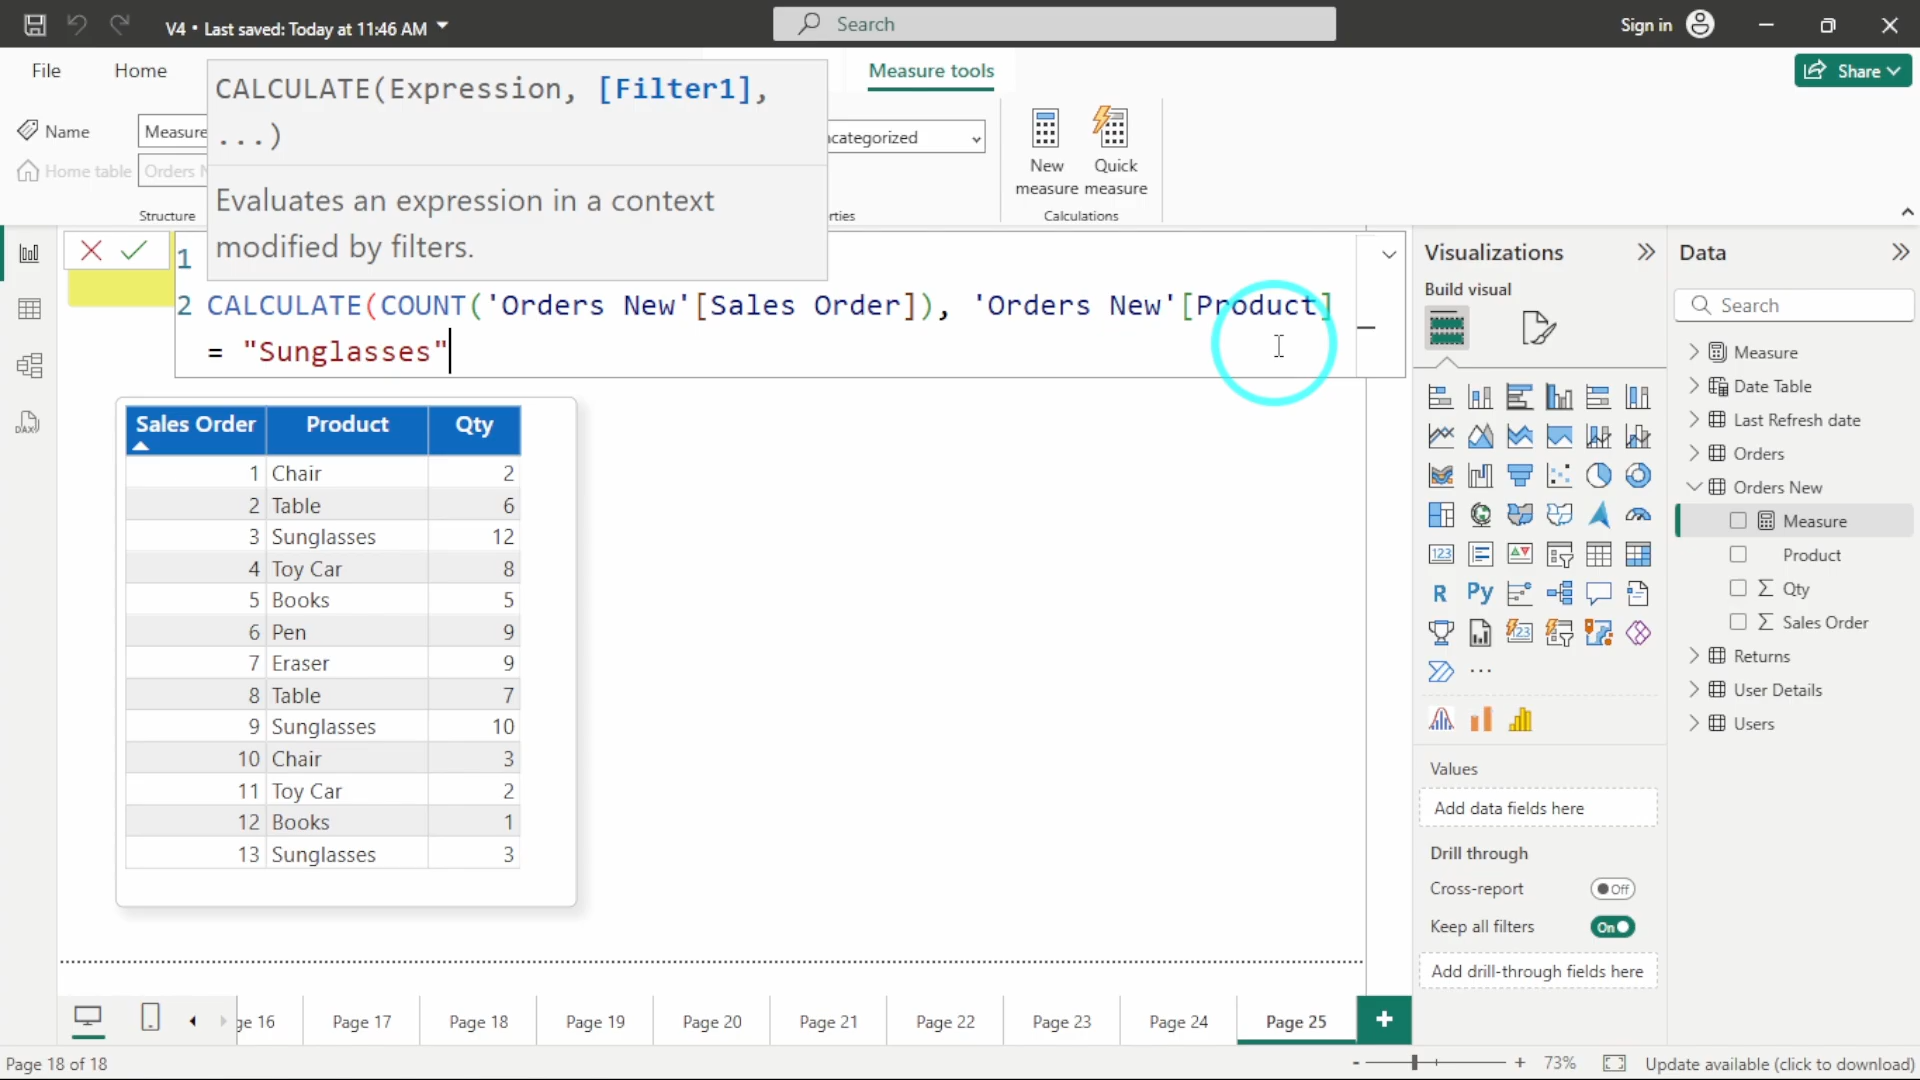 V4 • Last saved: Today at 11:46 AM
Search
Sign in
File
Home
Measure tools
Share
CALCULATE(Expression, [Filter1],
...)
Evaluates an expression in a context
modified by filters.
Name
Measure
Home table
Orders N
Structure
ncategorized
rties
New
measure
Quick
measure
Calculations
1
2 CALCULATE(COUNT('Orders New'[Sales Order]), 'Orders New'[Product]
= "Sunglasses"
Sales Order Product Qty
1 Chair 2
2 Table 6
3 Sunglasses 12
4 Toy Car 8
5 Books 5
6 Pen 9
7 Eraser 9
8 Table 7
9 Sunglasses 10
10 Chair 3
11 Toy Car 2
12 Books 1
13 Sunglasses 3
Visualizations
Build visual
123
R
Py
123
Values
Add data fields here
Drill through
Cross-report
Off
Keep all filters
On
Add drill-through fields here
Data
Search
Measure
Date Table
Last Refresh date
Orders
Orders New
Measure
Product
Σ Qty
Σ Sales Order
Returns
User Details
Users
DAX
ge 16
Page 17
Page 18
Page 19
Page 20
Page 21
Page 22
Page 23
Page 24
Page 25
Page 18 of 18
- + 73%
Update available (click to download)